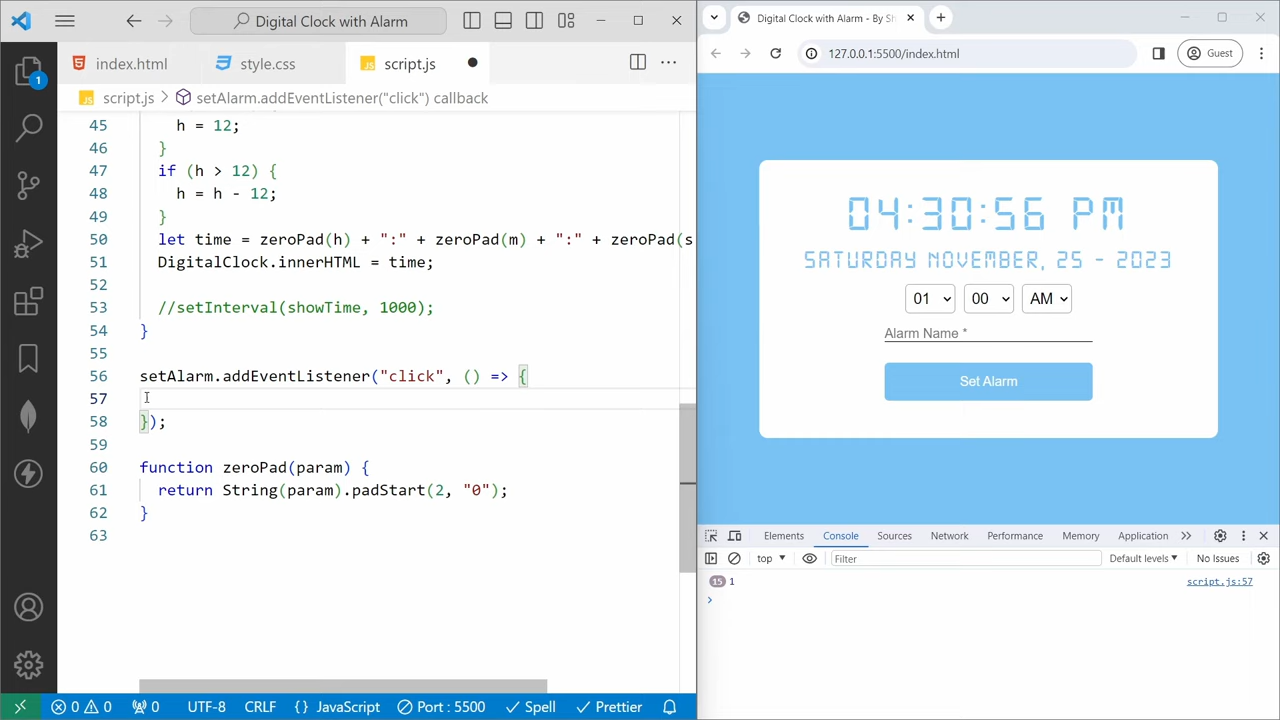 Digital Clock with Alarm
index.html
style.css
script.js
script.js > setAlarm.addEventListener("click") callback
45 h = 12;
46 }
47 if (h > 12) {
48 h = h - 12;
49 }
50 let time = zeroPad(h) + ":" + zeroPad(m) + ":" + zeroPad(s
51 DigitalClock.innerHTML = time;
52
53 //setInterval(showTime, 1000);
54 }
55
56 setAlarm.addEventListener("click", () => {
57
58 });
59
60 function zeroPad(param) {
61 return String(param).padStart(2, "0");
62 }
63
1
0 0 0 UTF-8 CRLF {} JavaScript Port : 5500 Spell Prettier
Digital Clock with Alarm - By Sh
127.0.0.1:5500/index.html
Guest
04:30:56 PM
SATURDAY NOVEMBER, 25 - 2023
01 00 AM
Alarm Name *
Set Alarm
Elements Console Sources Network Performance Memory Application
top Filter Default levels No Issues
15 1 script.js:57